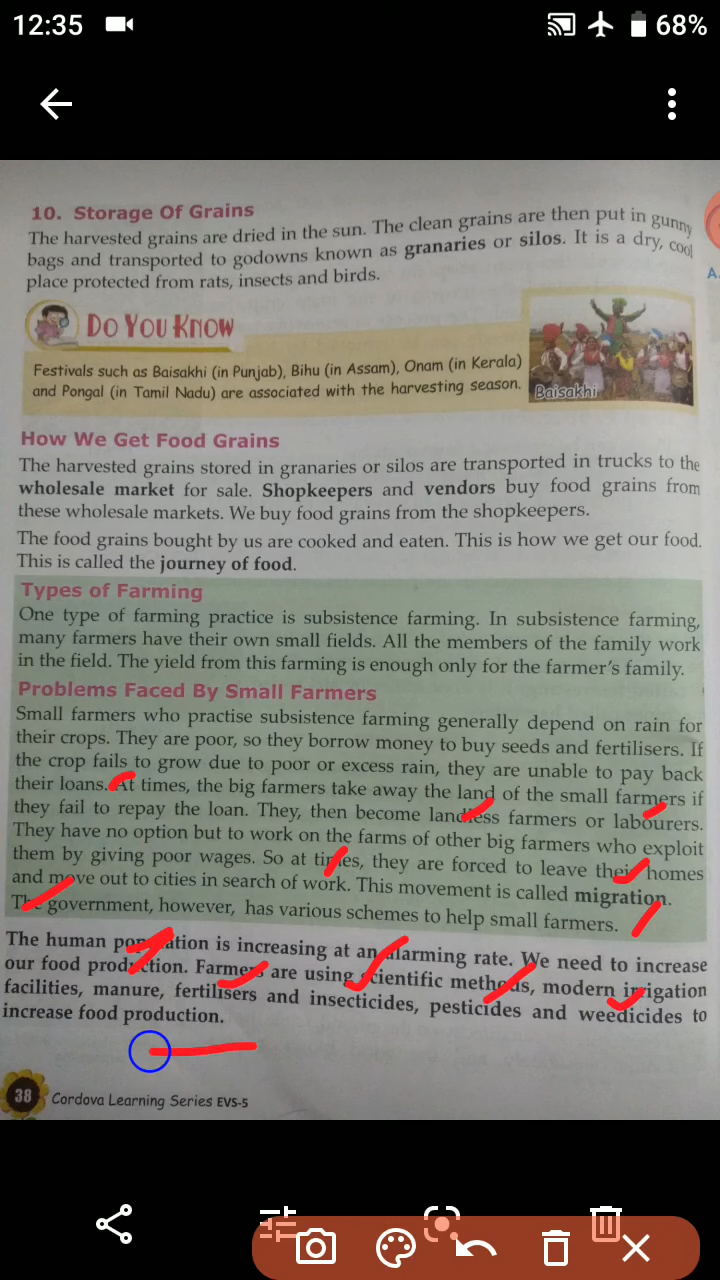 12:35
68%
10. Storage Of Grains
The harvested grains are dried in the sun. The clean grains are then put in gunny
bags and transported to godowns known as granaries or silos. It is a dry, cool
place protected from rats, insects and birds.
A.
DO YOU KNOW
Festivals such as Baisakhi (in Punjab), Bihu (in Assam), Onam (in Kerala)
and Pongal (in Tamil Nadu) are associated with the harvesting season.
Baisakhi
How We Get Food Grains
The harvested grains stored in granaries or silos are transported in trucks to the
wholesale market for sale. Shopkeepers and vendors buy food grains from
these wholesale markets. We buy food grains from the shopkeepers.
The food grains bought by us are cooked and eaten. This is how we get our food.
This is called the journey of food.
Types of Farming
One type of farming practice is subsistence farming. In subsistence farming,
many farmers have their own small fields. All the members of the family work
in the field. The yield from this farming is enough only for the farmer's family.
Problems Faced By Small Farmers
Small farmers who practise subsistence farming generally depend on rain for
their crops. They are poor, so they borrow money to buy seeds and fertilisers. If
the crop fails to grow due to poor or excess rain, they are unable to pay back
their loans. At times, the big farmers take away the land of the small farmers if
they fail to repay the loan. They, then become landless farmers or labourers.
They have no option but to work on the farms of other big farmers who exploit
them by giving poor wages. So at times, they are forced to leave their homes
and move out to cities in search of work. This movement is called migration.
The government, however, has various schemes to help small farmers.
The human population is increasing at an alarming rate. We need to increase
our food production. Farmers are using scientific methods, modern irrigation
facilities, manure, fertilisers and insecticides, pesticides and weedicides to
increase food production.
38 Cordova Learning Series EVS-5